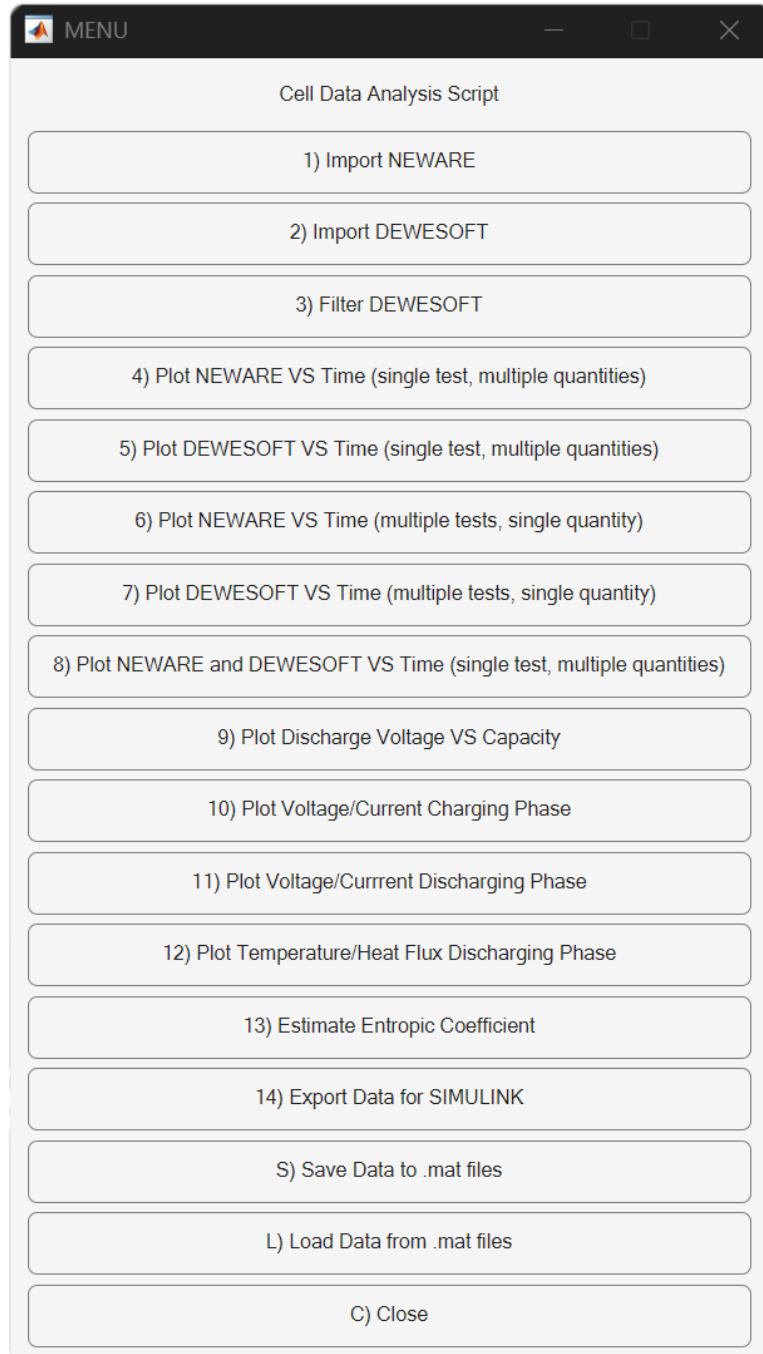 MENU
Cell Data Analysis Script
1) Import NEWARE
2) Import DEWESOFT
3) Filter DEWESOFT
4) Plot NEWARE VS Time (single test, multiple quantities)
5) Plot DEWESOFT VS Time (single test, multiple quantities)
6) Plot NEWARE VS Time (multiple tests, single quantity)
7) Plot DEWESOFT VS Time (multiple tests, single quantity)
8) Plot NEWARE and DEWESOFT VS Time (single test, multiple quantities)
9) Plot Discharge Voltage VS Capacity
10) Plot Voltage/Current Charging Phase
11) Plot Voltage/Currrent Discharging Phase
12) Plot Temperature/Heat Flux Discharging Phase
13) Estimate Entropic Coefficient
14) Export Data for SIMULINK
S) Save Data to .mat files
L) Load Data from .mat files
C) Close